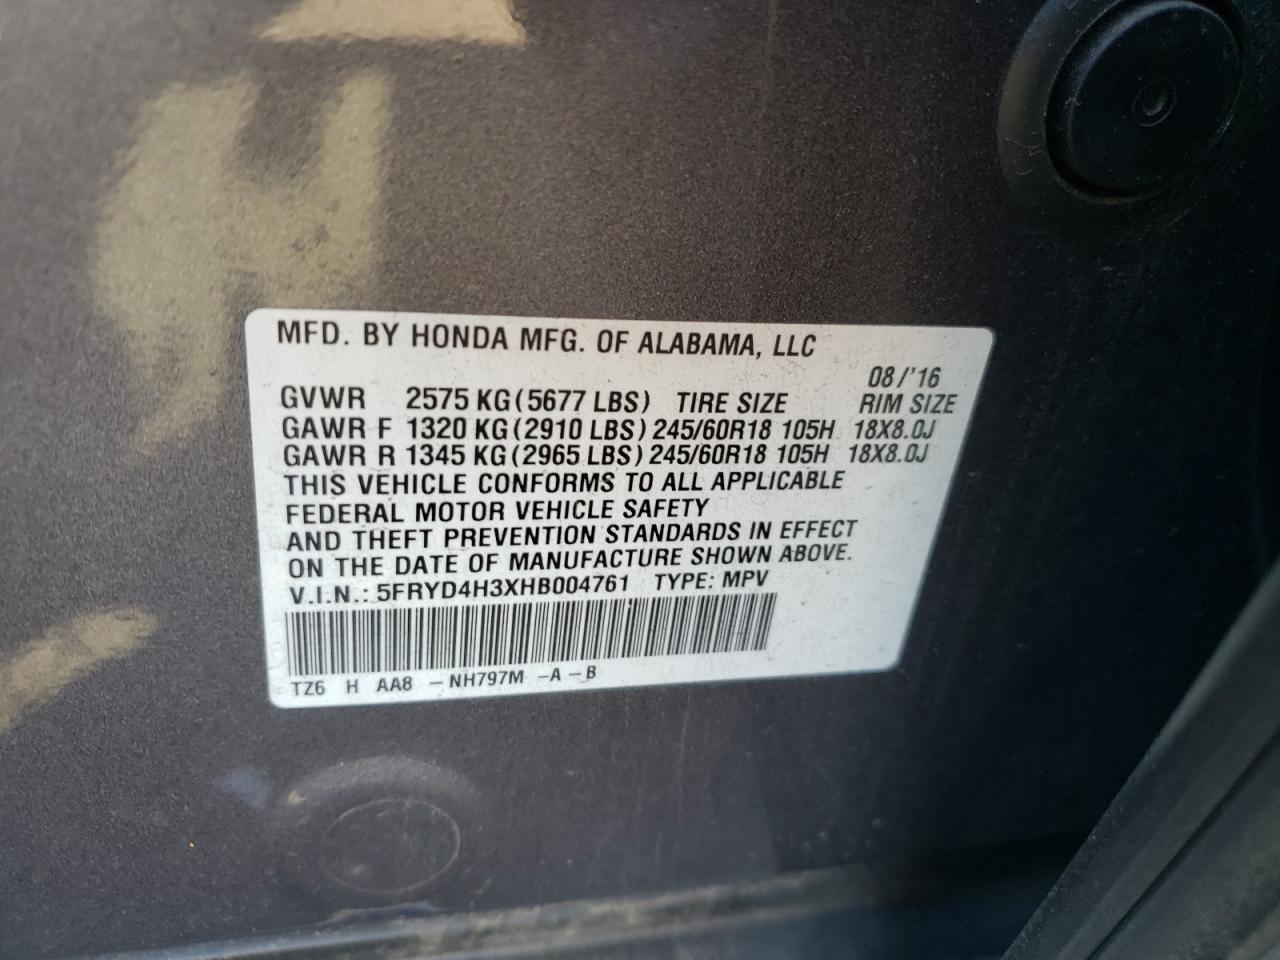 MFD. BY HONDA MFG. OF ALABAMA, LLC
08/'16
GVWR 2575 KG (5677 LBS) TIRE SIZE RIM SIZE
GAWR F 1320 KG (2910 LBS) 245/60R18 105H 18X8.0J
GAWR R 1345 KG (2965 LBS) 245/60R18 105H 18X8.0J
THIS VEHICLE CONFORMS TO ALL APPLICABLE
FEDERAL MOTOR VEHICLE SAFETY
AND THEFT PREVENTION STANDARDS IN EFFECT
ON THE DATE OF MANUFACTURE SHOWN ABOVE.
V.I.N.: 5FRYD4H3XHB004761 TYPE: MPV
TZ6 H AA8 -NH797M -A -B